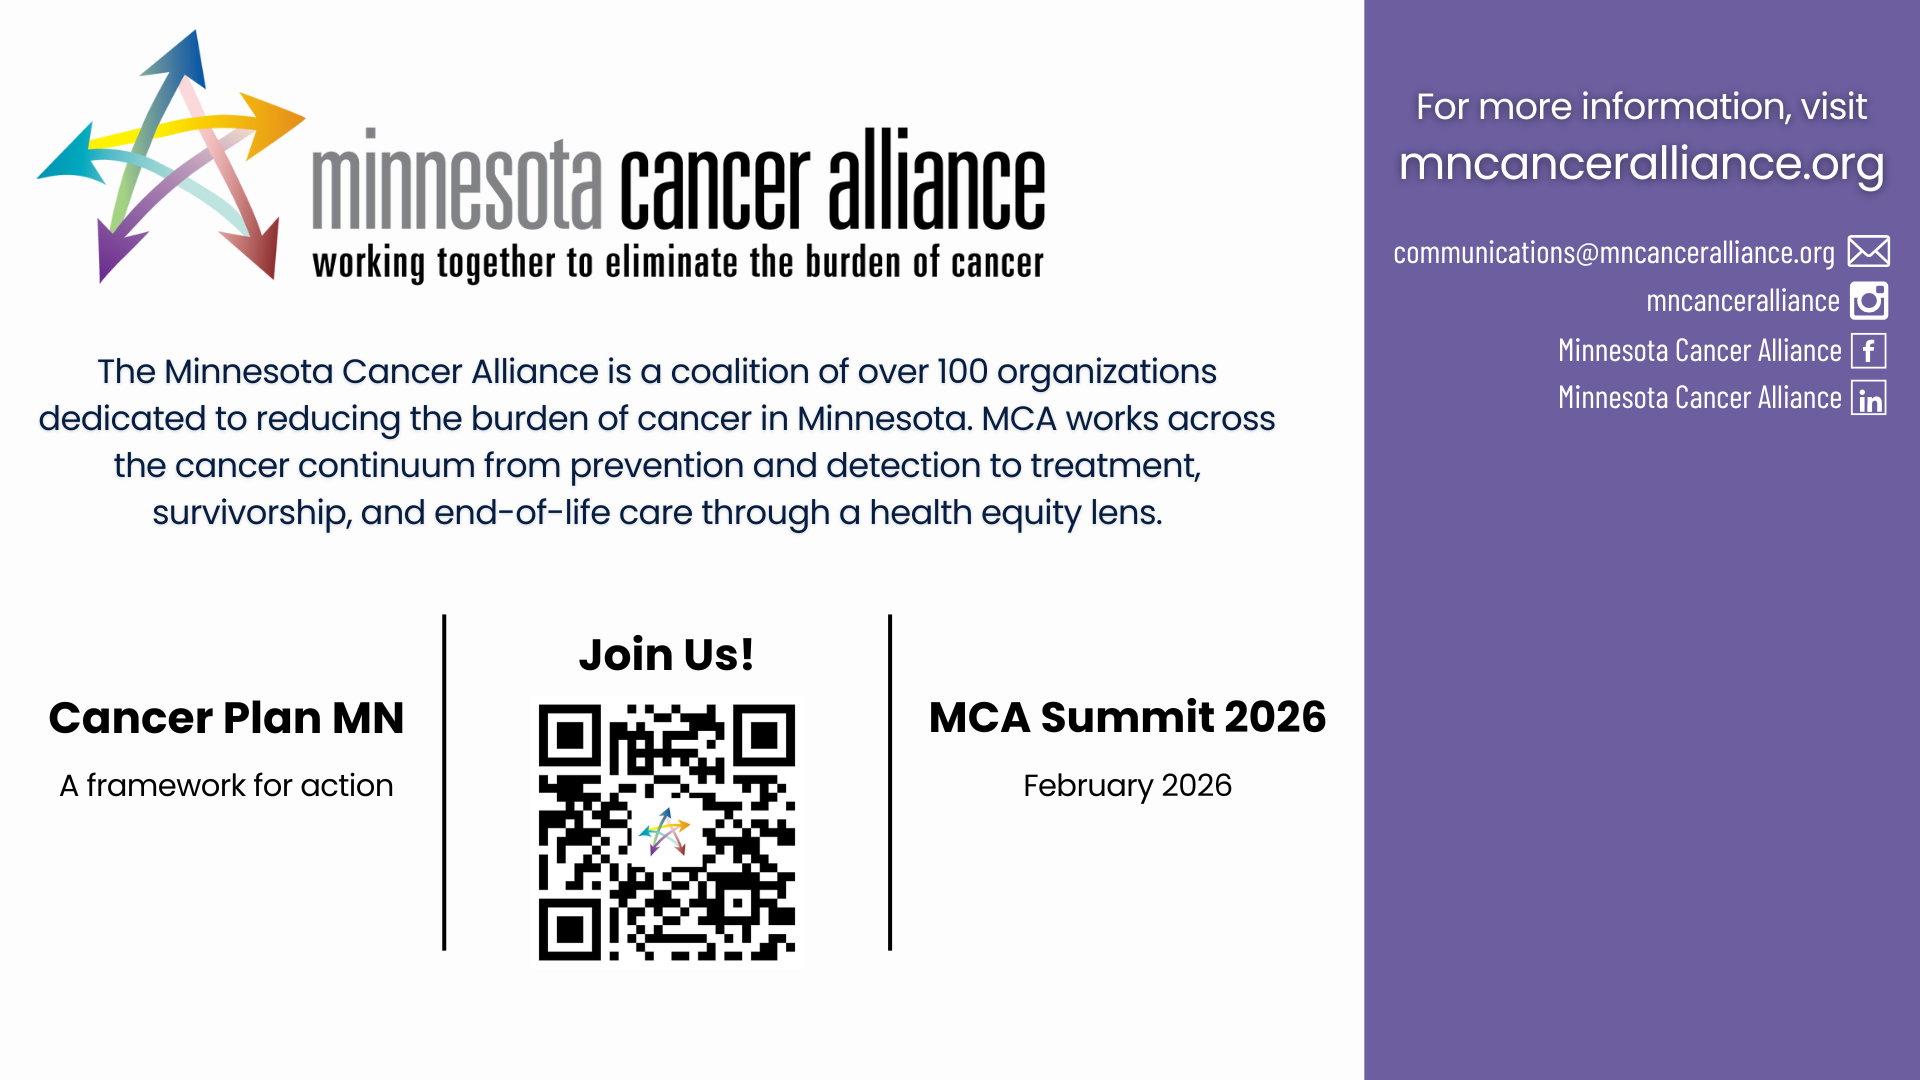 minnesota cancer alliance
working together to eliminate the burden of cancer
The Minnesota Cancer Alliance is a coalition of over 100 organizations
dedicated to reducing the burden of cancer in Minnesota. MCA works across
the cancer continuum from prevention and detection to treatment,
survivorship, and end-of-life care through a health equity lens.
Cancer Plan MN
A framework for action
Join Us!
MCA Summit 2026
February 2026
For more information, visit
mncanceralliance.org
communications@mncanceralliance.org
mncanceralliance
Minnesota Cancer Alliance
Minnesota Cancer Alliance